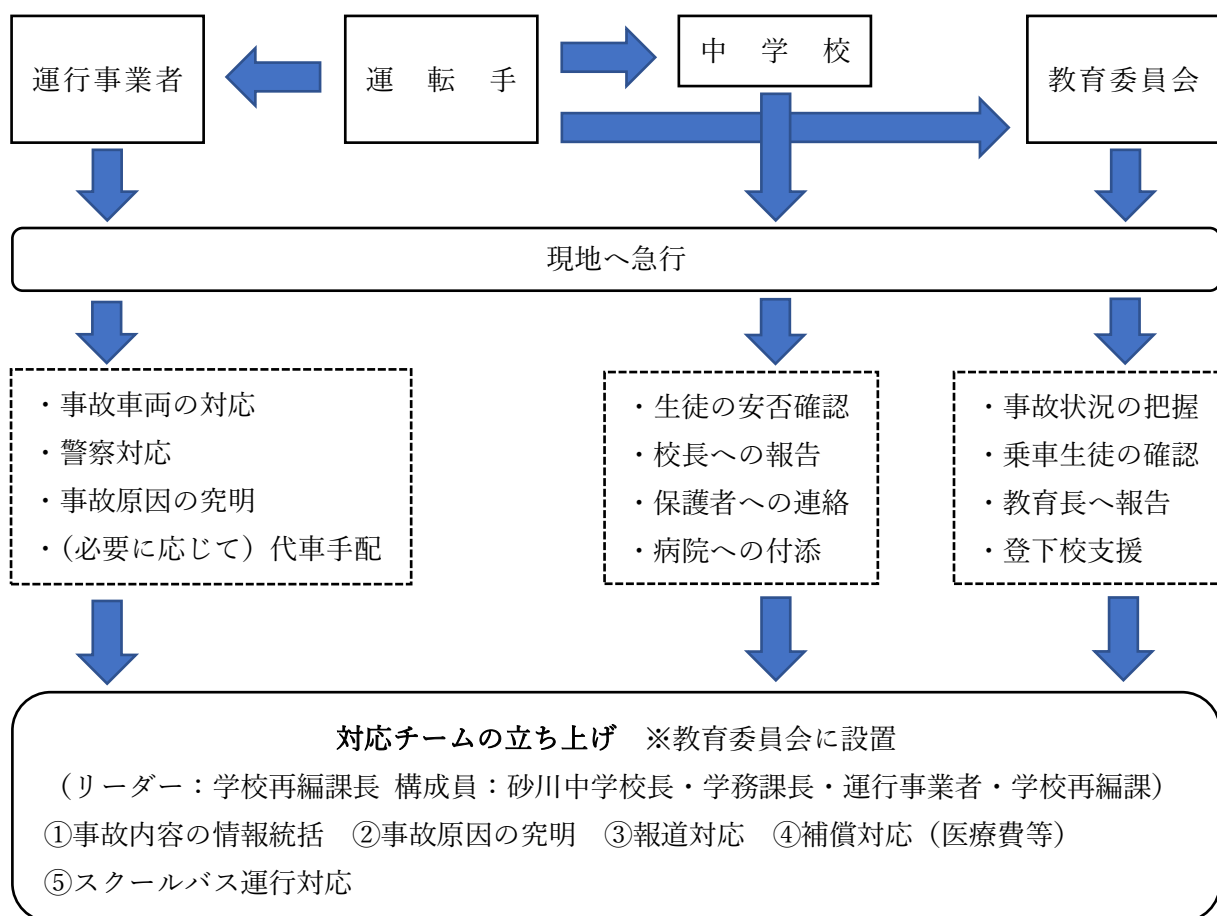 運行事業者
運　転　手
中　学　校
教育委員会
現地へ急行
・事故車両の対応
・警察対応
・事故原因の究明
・(必要に応じて）代車手配
・生徒の安否確認
・校長への報告
・保護者への連絡
・病院への付添
・事故状況の把握
・乗車生徒の確認
・教育長へ報告
・登下校支援
対応チームの立ち上げ　※教育委員会に設置
（リーダー：学校再編課長 構成員：砂川中学校長・学務課長・運行事業者・学校再編課）
①事故内容の情報統括　②事故原因の究明　③報道対応　④補償対応（医療費等）
⑤スクールバス運行対応